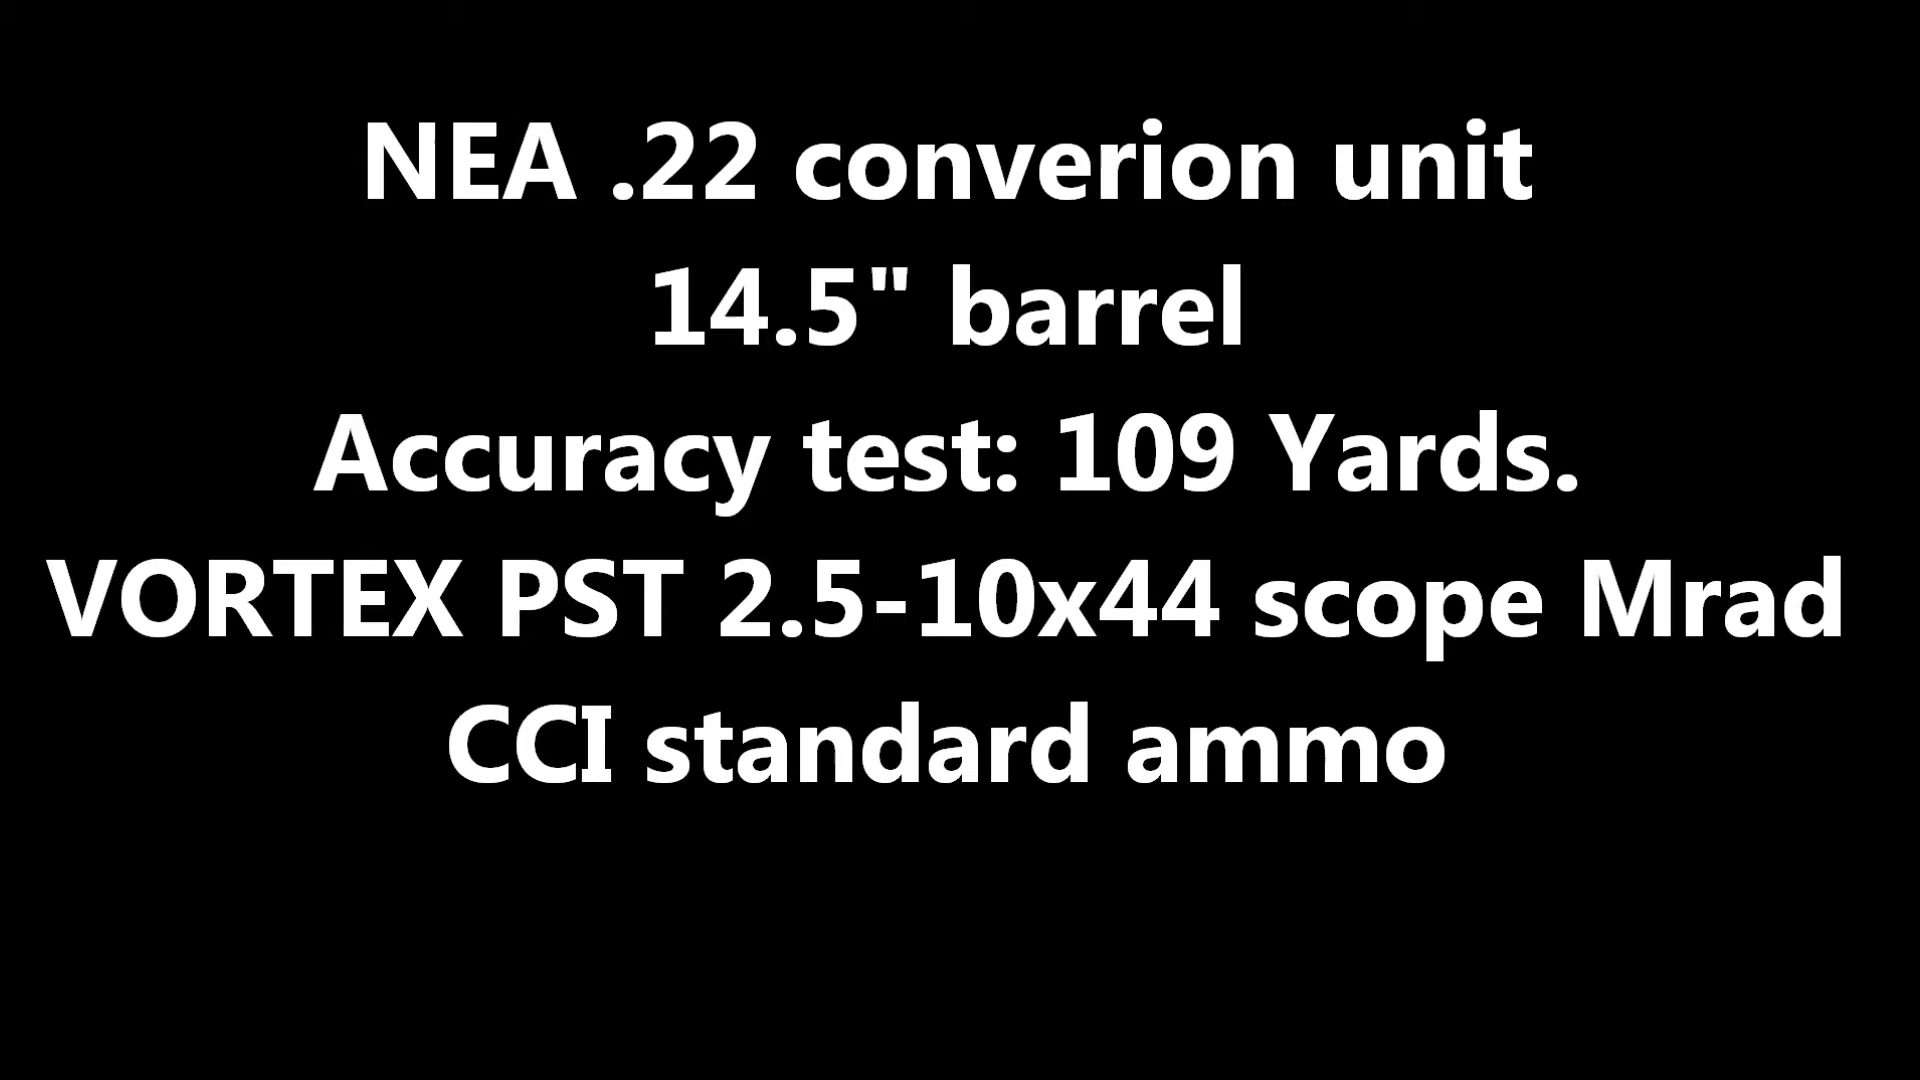 NEA .22 converion unit
14.5" barrel
Accuracy test: 109 Yards.
VORTEX PST 2.5-10x44 scope Mrad
CCI standard ammo